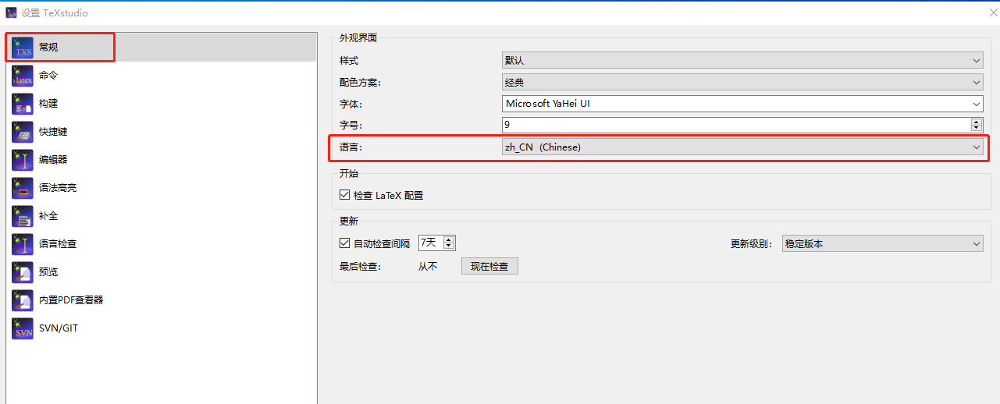 设置 TeXstudio
TXS 常规
›latex 命令
构建
快捷键
编辑器
语法高亮
补全
语言检查
预览
内置PDF查看器
SVN SVN/GIT
外观界面
样式 默认
配色方案： 经典
字体： Microsoft YaHei UI
字号： 9
语言： zh_CN (Chinese)
开始
检查 LaTeX 配置
更新
自动检查间隔 7天 更新级别： 稳定版本
最后检查： 从不 现在检查